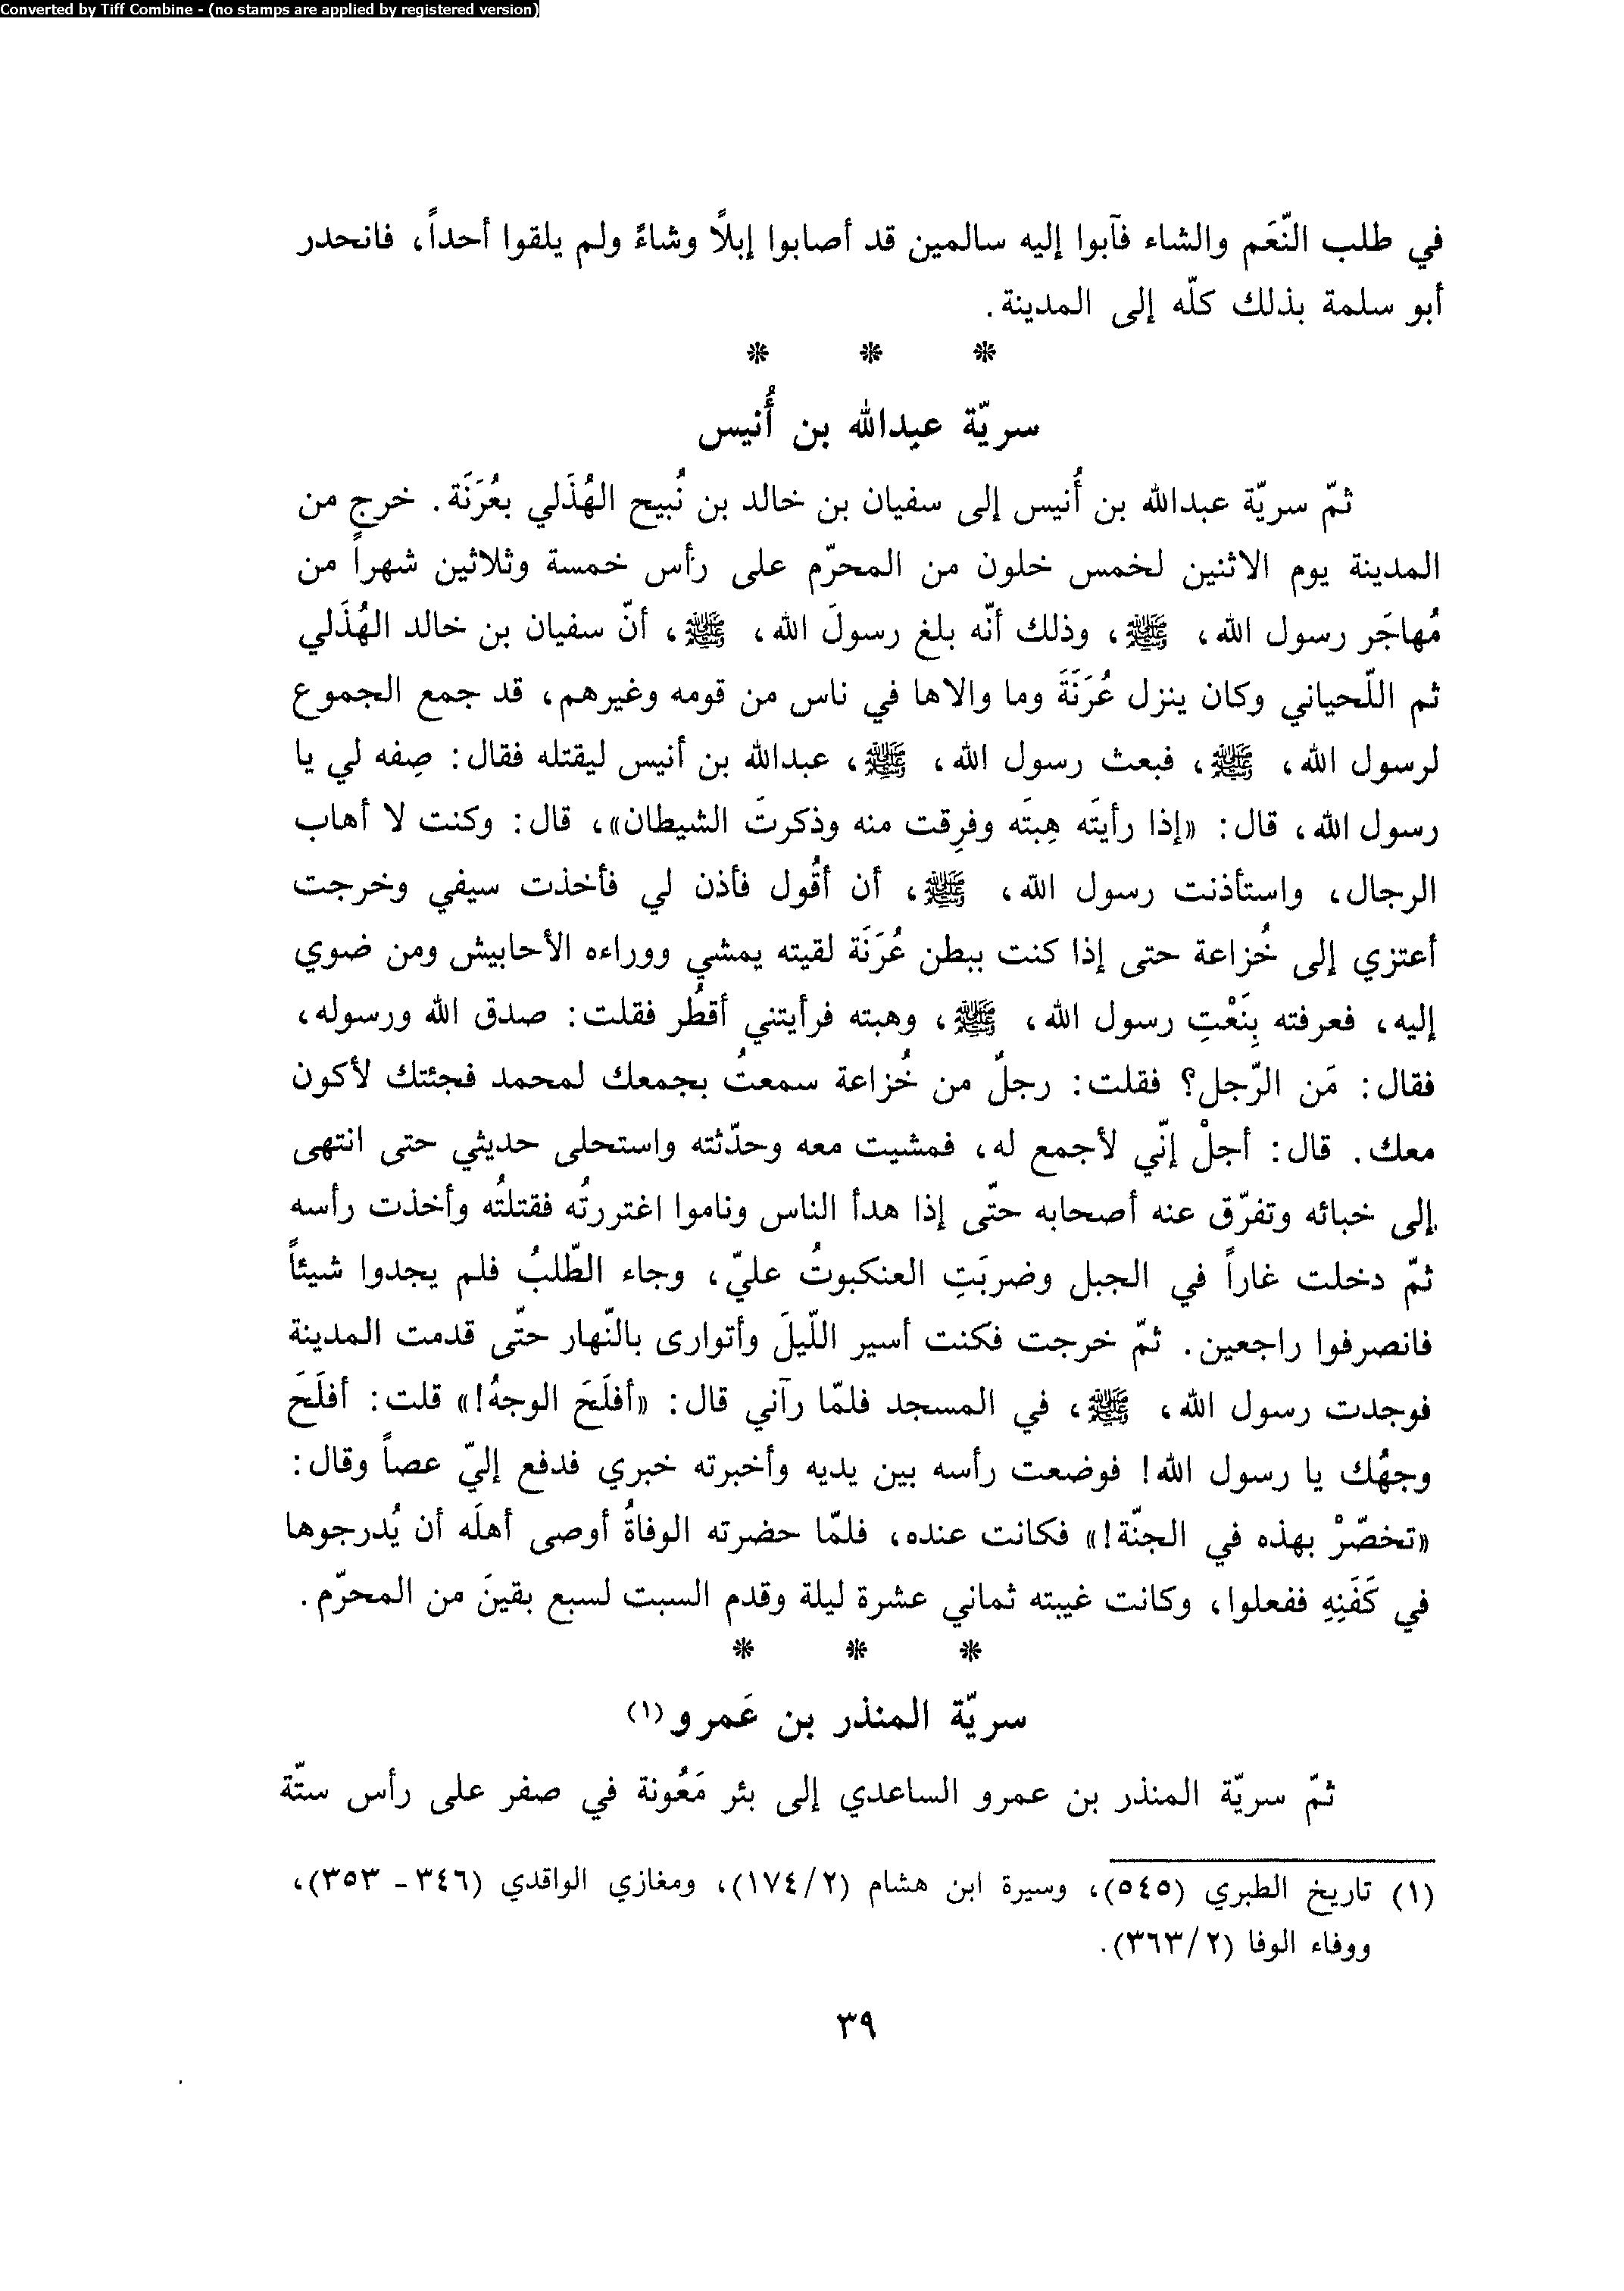 Converted by Tiff Combine - (no stamps are applied by registered version)
في طلب النّعَم والشاء فآبوا إليه سالمين قد أصابوا إبلاً وشاءً ولم يلقوا أحداً، فانحدر
أبو سلمة بذلك كلّه إلى المدينة.
* * *
سريّة عبدالله بن أُنيس
ثمّ سريّة عبدالله بن أُنيس إلى سفيان بن خالد بن نُبيح الهُذَلي بعُرَنَة. خرج من
المدينة يوم الاثنين لخمس خلون من المحرّم على رأس خمسة وثلاثين شهراً من
مُهاجَر رسول الله، ﷺ، وذلك أنّه بلغ رسولَ الله، ﷺ، أنّ سفيان بن خالد الهُذَلي
ثم اللّحياني وكان ينزل عُرَنَةَ وما والاها في ناس من قومه وغيرهم، قد جمع الجموع
لرسول الله، ﷺ، فبعث رسول الله، ﷺ، عبدالله بن أنيس ليقتله فقال: صِفه لي يا
رسول الله، قال: «إذا رأيتَه هِبتَه وفرِقت منه وذكرتَ الشيطان»، قال: وكنت لا أهاب
الرجال، واستأذنت رسول الله، ﷺ، أن أقُول فأذن لي فأخذت سيفي وخرجت
أعتزي إلى خُزاعة حتى إذا كنت ببطن عُرَنَة لقيته يمشي ووراءه الأحابيش ومن ضوي
إليه، فعرفته بِنَعْتِ رسول الله، ﷺ، وهبته فرأيتني أقطُر فقلت: صدق الله ورسوله،
فقال: مَن الرّجل؟ فقلت: رجلٌ من خُزاعة سمعتُ بجمعك لمحمد فجئتك لأكون
معك. قال: أجلْ إنّي لأجمع له، فمشيت معه وحدّثته واستحلى حديثي حتى انتهى
إلى خبائه وتفرّق عنه أصحابه حتّى إذا هدأ الناس وناموا اغتررتُه فقتلتُه وأخذت رأسه
ثمّ دخلت غاراً في الجبل وضربَتِ العنكبوتُ عليّ، وجاء الطّلبُ فلم يجدوا شيئاً
فانصرفوا راجعين. ثمّ خرجت فكنت أسير اللّيلَ وأتوارى بالنّهار حتّى قدمت المدينة
فوجدت رسول الله، ﷺ، في المسجد فلمّا رآني قال: «أفلَحَ الوجهُ!» قلت: أفلَحَ
وجهُك يا رسول الله! فوضعت رأسه بين يديه وأخبرته خبري فدفع إليّ عصاً وقال:
«تخصّرْ بهذه في الجنّة!» فكانت عنده، فلمّا حضرته الوفاةُ أوصى أهلَه أن يُدرجوها
في كَفَنِهِ ففعلوا، وكانت غيبته ثماني عشرة ليلة وقدم السبت لسبع بقينَ من المحرّم.
* * *
سريّة المنذر بن عَمرو (١)
ثمّ سريّة المنذر بن عمرو الساعدي إلى بئر مَعُونة في صفر على رأس ستّة
(١) تاريخ الطبري (٥٤٥)، وسيرة ابن هشام (٢/ ١٧٤)، ومغازي الواقدي (٣٤٦ - ٣٥٣)،
ووفاء الوفا (٢/ ٣٦٣).
٣٩